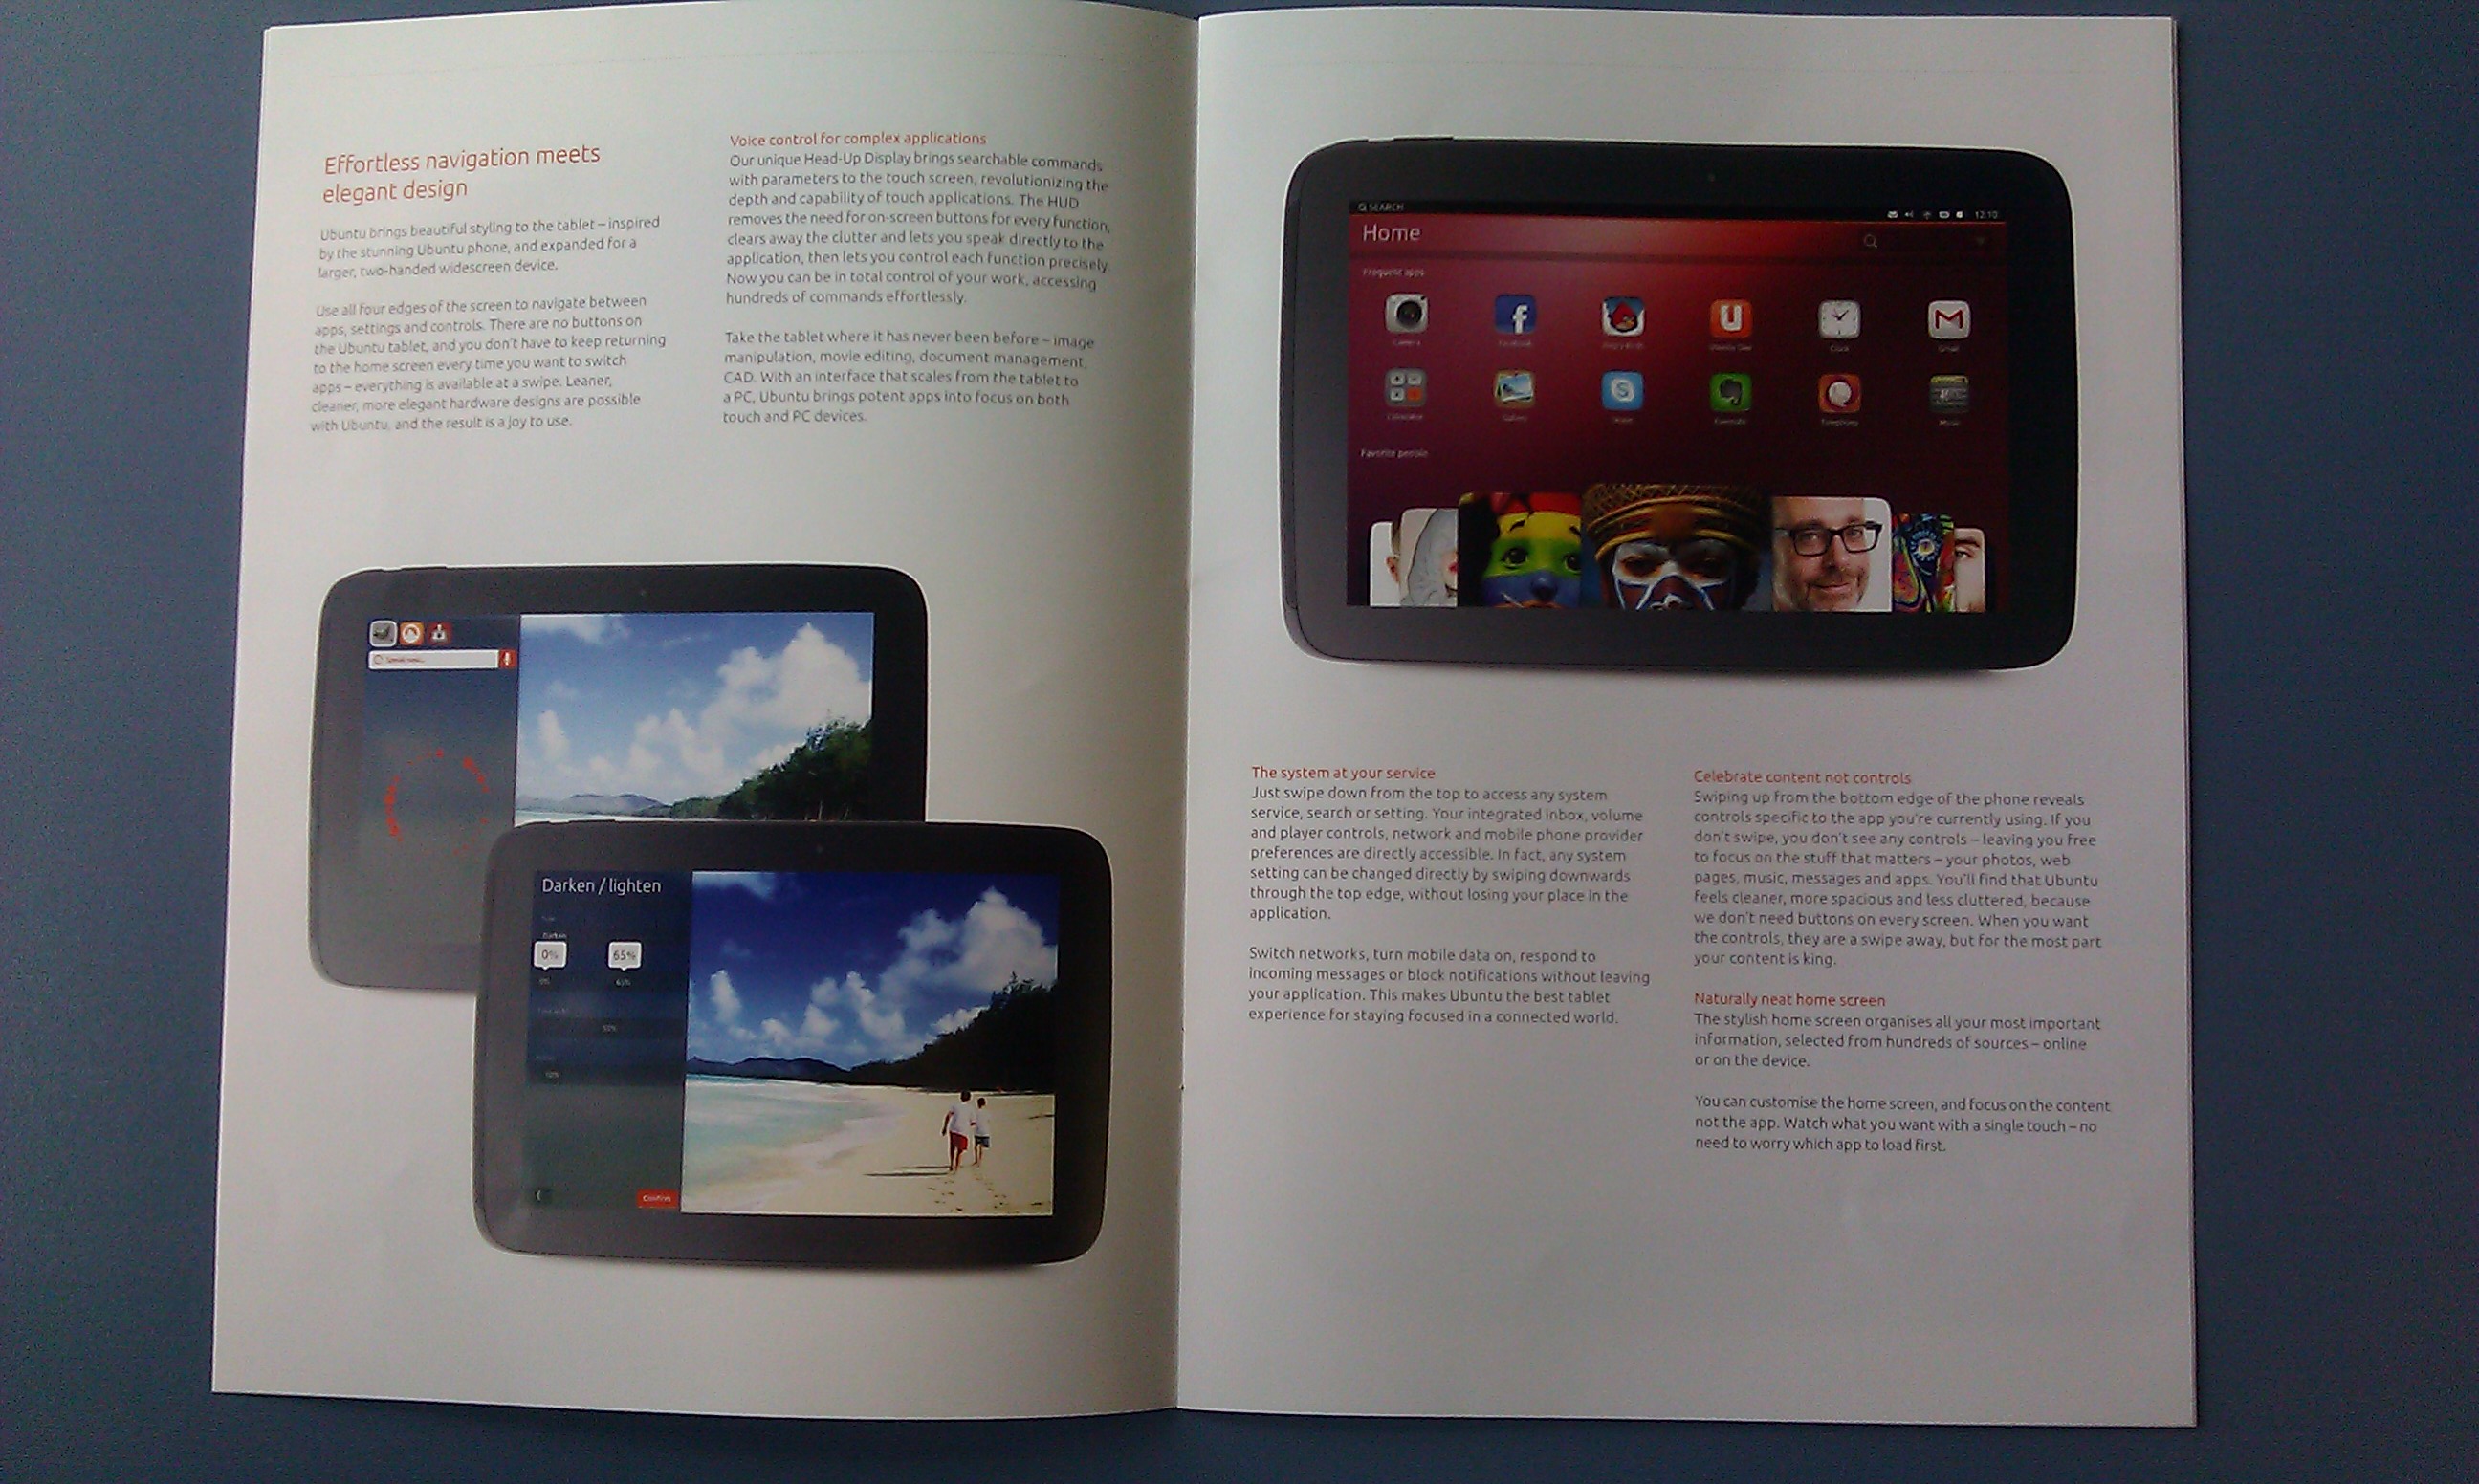 Effortless navigation meets
elegant design
Ubuntu brings beautiful styling to the tablet – inspired
by the stunning Ubuntu phone, and expanded for a
larger, two-handed widescreen device.
Use all four edges of the screen to navigate between
apps, settings and controls. There are no buttons on
the Ubuntu tablet, and you don't have to keep returning
to the home screen every time you want to switch
apps – everything is available at a swipe. Leaner,
cleaner, more elegant hardware designs are possible
with Ubuntu, and the result is a joy to use.
Voice control for complex applications
Our unique Head-Up Display brings searchable commands
with parameters to the touch screen, revolutionizing the
depth and capability of touch applications. The HUD
removes the need for on-screen buttons for every function,
clears away the clutter and lets you speak directly to the
application, then lets you control each function precisely.
Now you can be in total control of your work, accessing
hundreds of commands effortlessly.
Take the tablet where it has never been before – image
manipulation, movie editing, document management,
CAD. With an interface that scales from the tablet to
a PC, Ubuntu brings potent apps into focus on both
touch and PC devices.
Darken / lighten
Darken
0%
65%
0%
65%
50%
Confirm
SEARCH
12:10
Home
Frequent apps
Camera
Facebook
Angry Birds
Ubuntu One
Clock
Gmail
Calculator
Gallery
Skype
Evernote
Telephony
Music
Favorite people
The system at your service
Just swipe down from the top to access any system
service, search or setting. Your integrated inbox, volume
and player controls, network and mobile phone provider
preferences are directly accessible. In fact, any system
setting can be changed directly by swiping downwards
through the top edge, without losing your place in the
application.
Switch networks, turn mobile data on, respond to
incoming messages or block notifications without leaving
your application. This makes Ubuntu the best tablet
experience for staying focused in a connected world.
Celebrate content not controls
Swiping up from the bottom edge of the phone reveals
controls specific to the app you're currently using. If you
don't swipe, you don't see any controls – leaving you free
to focus on the stuff that matters – your photos, web
pages, music, messages and apps. You'll find that Ubuntu
feels cleaner, more spacious and less cluttered, because
we don't need buttons on every screen. When you want
the controls, they are a swipe away, but for the most part
your content is king.
Naturally neat home screen
The stylish home screen organises all your most important
information, selected from hundreds of sources – online
or on the device.
You can customise the home screen, and focus on the content
not the app. Watch what you want with a single touch – no
need to worry which app to load first.